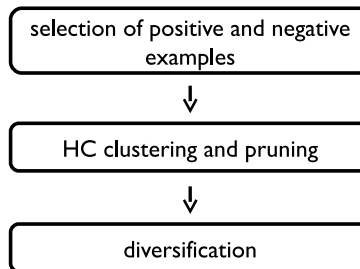 selection of positive and negative
examples
HC clustering and pruning
diversification